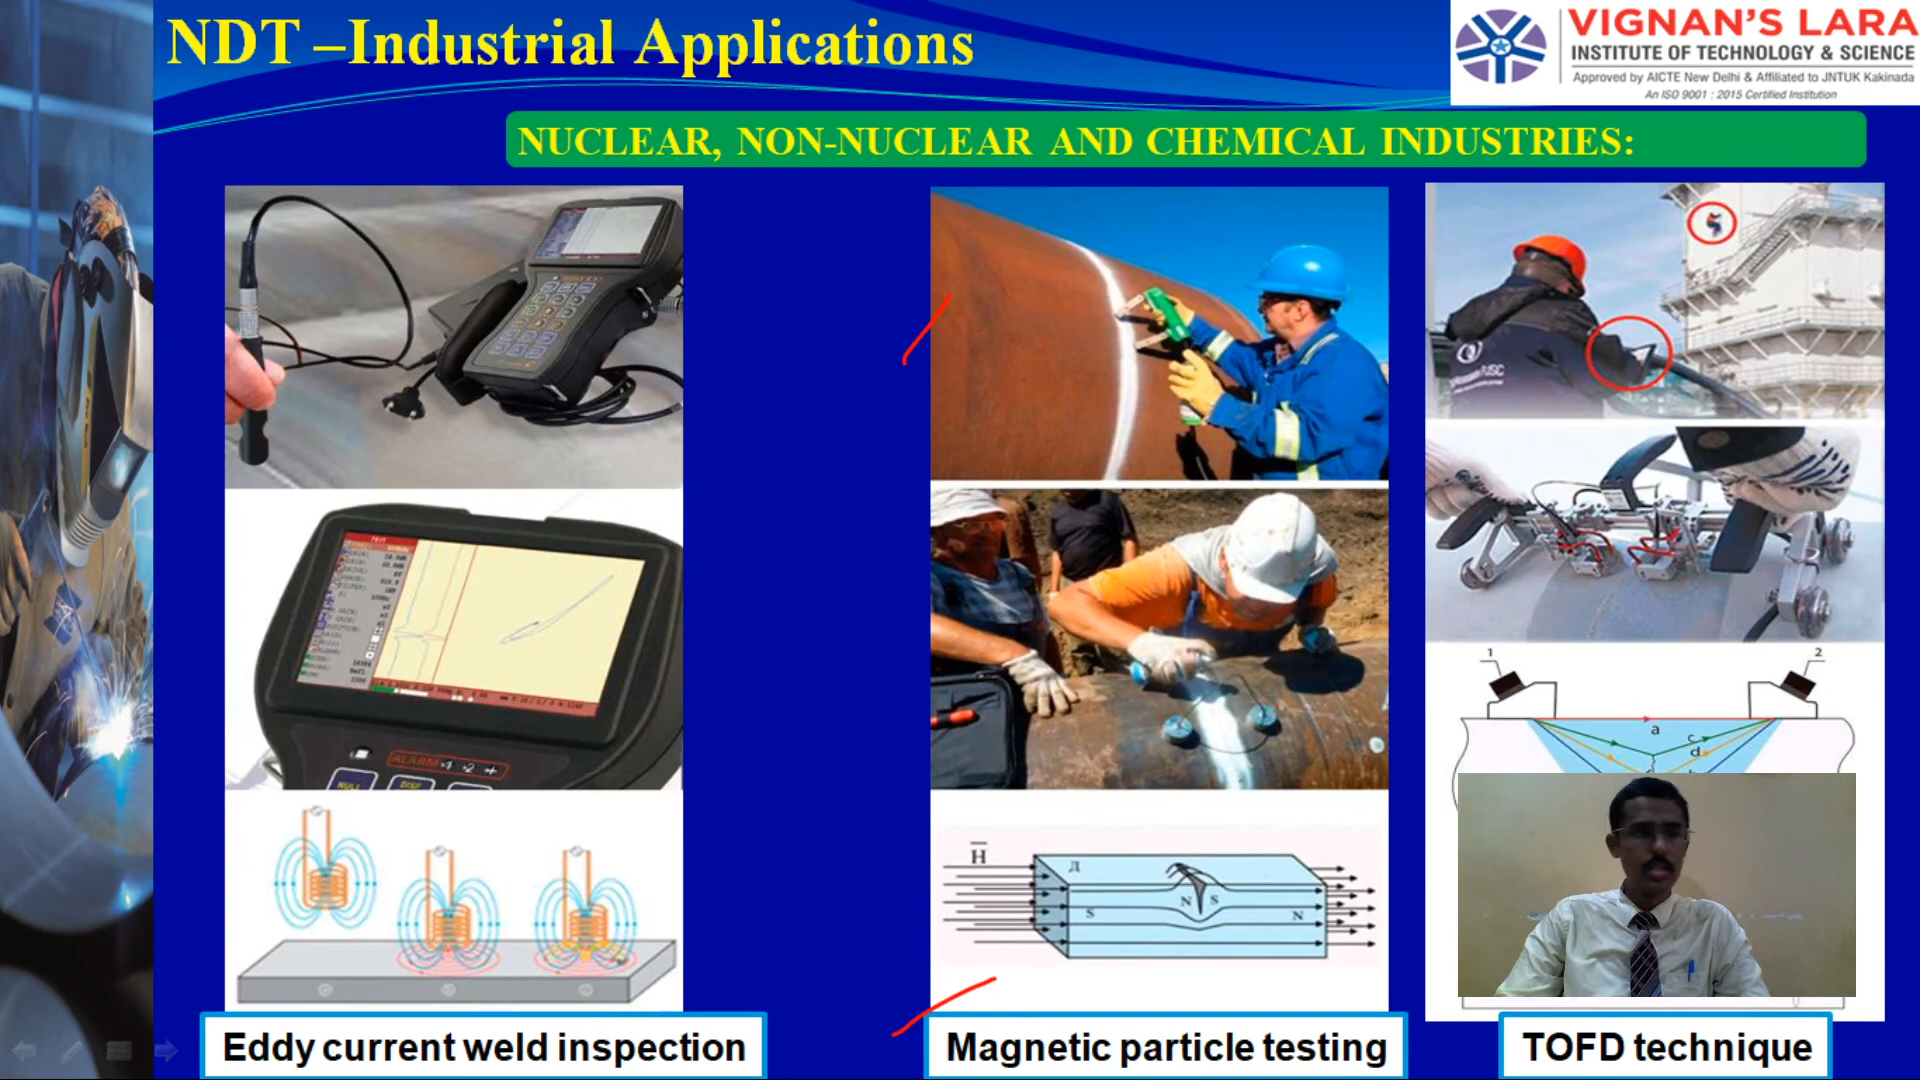 NDT –Industrial Applications
VIGNAN'S LARA
INSTITUTE OF TECHNOLOGY & SCIENCE
Approved by AICTE New Delhi & Affiliated to JNTUK Kakinada
An ISO 9001 : 2015 Certified Institution
NUCLEAR, NON-NUCLEAR AND CHEMICAL INDUSTRIES:
ALARM
NULL
1
2
a
c
d
H
Д
N S
S
N
Eddy current weld inspection
Magnetic particle testing
TOFD technique